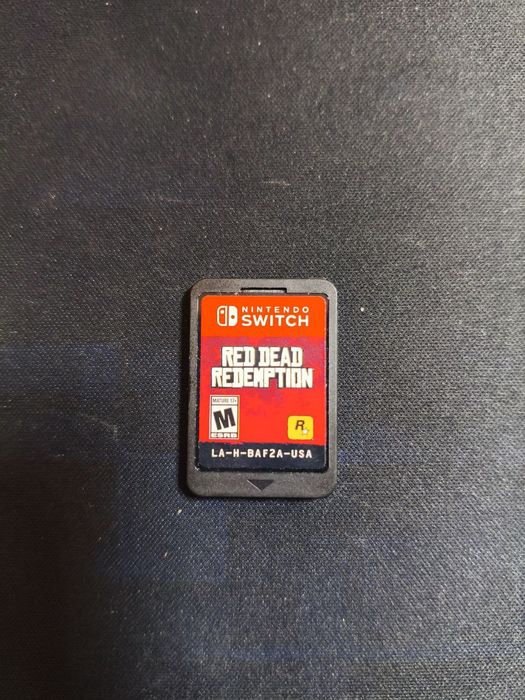 NINTENDO
SWITCH
RED DEAD
REDEMPTION
MATURE 17+
M
ESRB
R
LA-H-BAF2A-USA